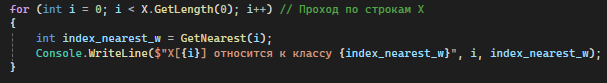 for (int i = 0; i < X.GetLength(0); i++) // Проход по строкам X
{
int index_nearest_w = GetNearest(i);
Console.WriteLine($"X[{i}] относится к классу {index_nearest_w}", i, index_nearest_w);
}